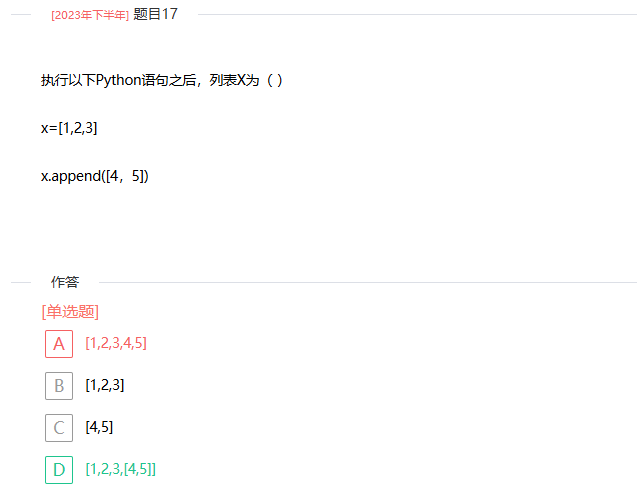 [2023年下半年] 题目17
执行以下Python语句之后，列表X为（ ）
x=[1,2,3]
x.append([4，5])
作答
[单选题]
A [1,2,3,4,5]
B [1,2,3]
C [4,5]
D [1,2,3,[4,5]]